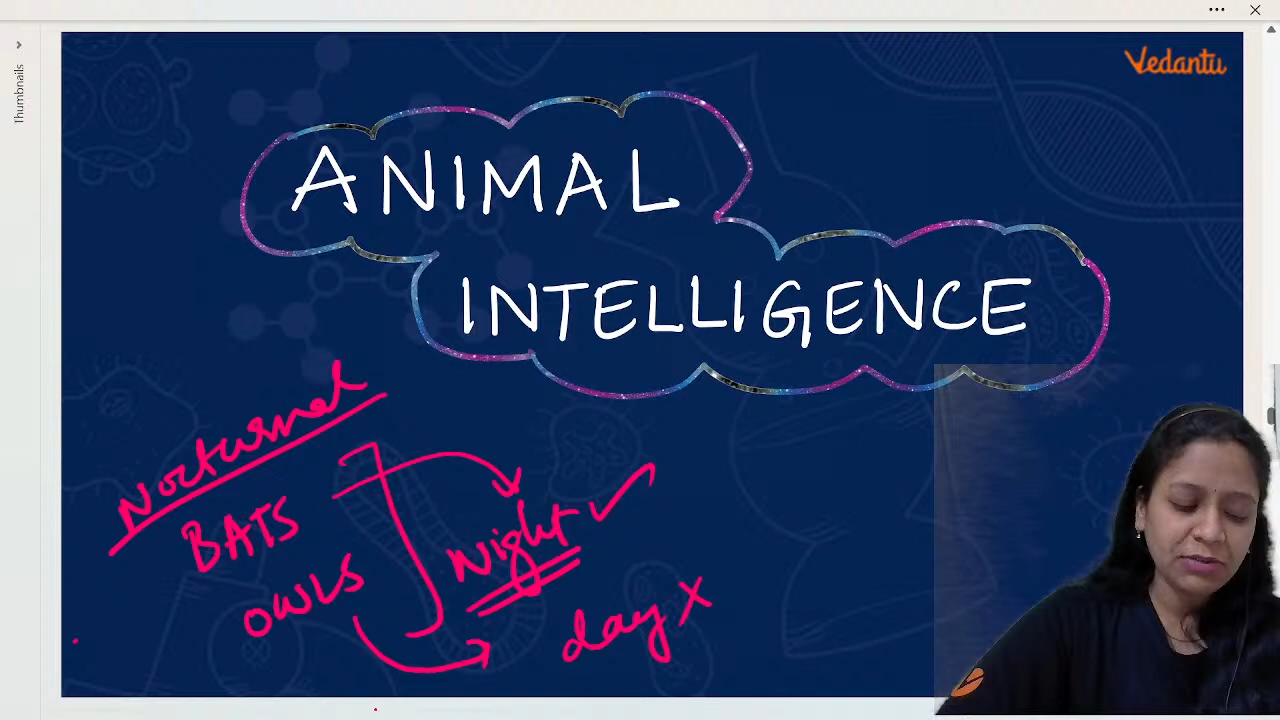 Thumbnails
Vedantu
ANIMAL
INTELLIGENCE
Nocturnal
BATS
OWLS
Night ✓
day x